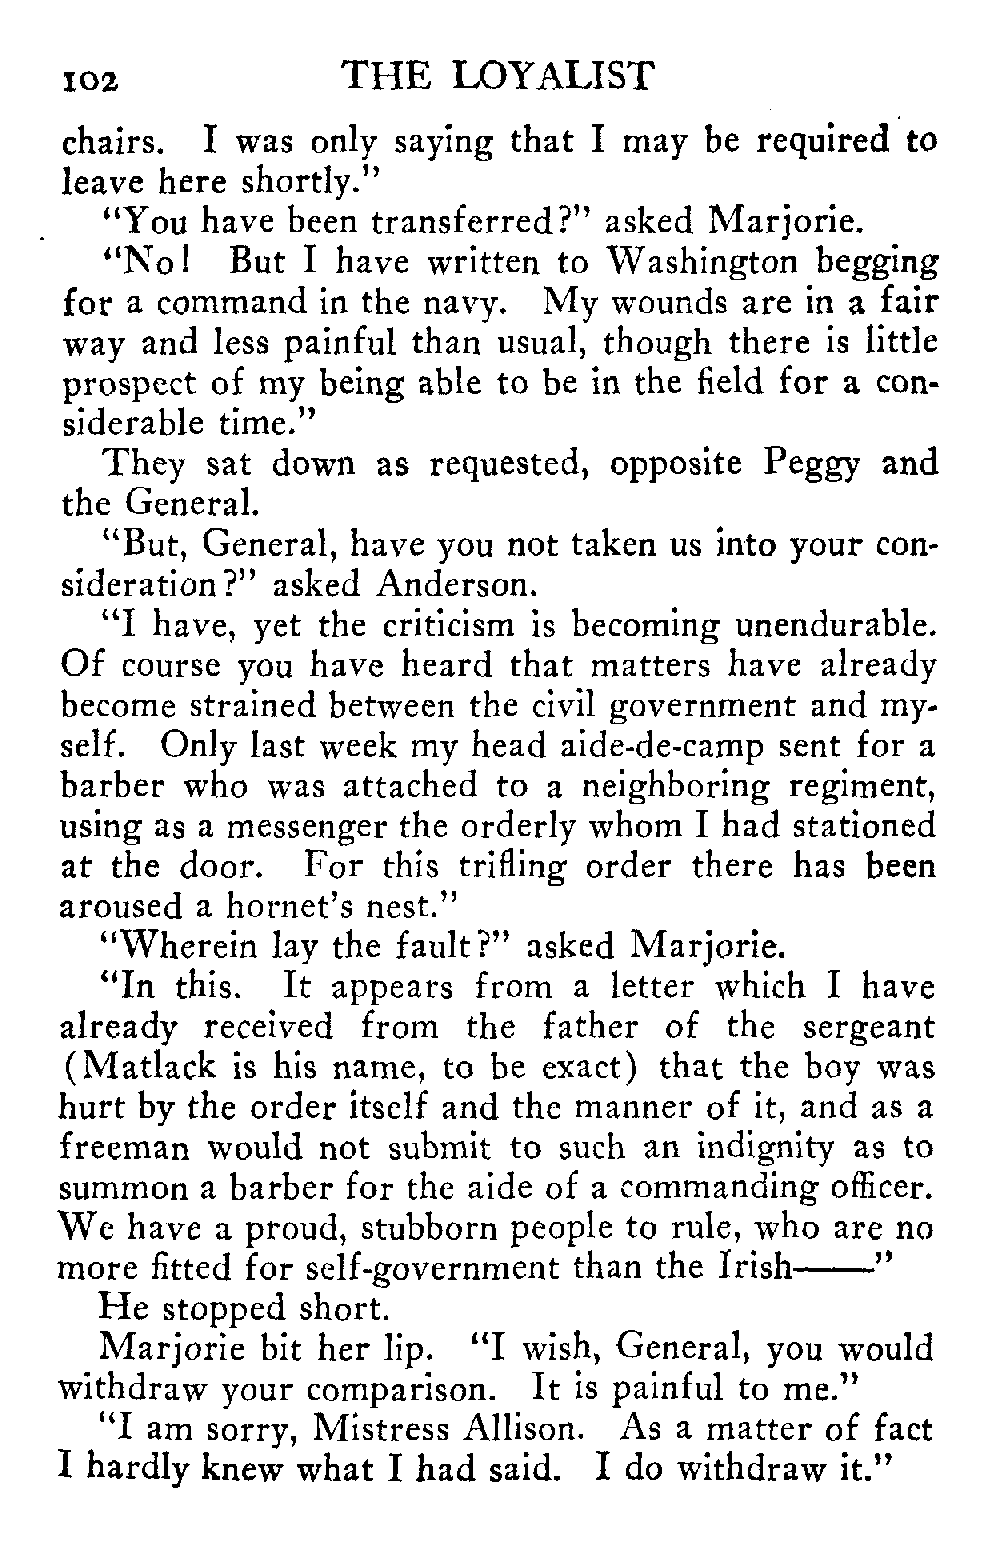 102 THE LOYALIST
chairs. I was only saying that I may be required to
leave here shortly."
"You have been transferred?" asked Marjorie.
"No! But I have written to Washington begging
for a command in the navy. My wounds are in a fair
way and less painful than usual, though there is little
prospect of my being able to be in the field for a con-
siderable time."
They sat down as requested, opposite Peggy and
the General.
"But, General, have you not taken us into your con-
sideration?" asked Anderson.
"I have, yet the criticism is becoming unendurable.
Of course you have heard that matters have already
become strained between the civil government and my-
self. Only last week my head aide-de-camp sent for a
barber who was attached to a neighboring regiment,
using as a messenger the orderly whom I had stationed
at the door. For this trifling order there has been
aroused a hornet's nest."
"Wherein lay the fault?" asked Marjorie.
"In this. It appears from a letter which I have
already received from the father of the sergeant
(Matlack is his name, to be exact) that the boy was
hurt by the order itself and the manner of it, and as a
freeman would not submit to such an indignity as to
summon a barber for the aide of a commanding officer.
We have a proud, stubborn people to rule, who are no
more fitted for self-government than the Irish——"
He stopped short.
Marjorie bit her lip. "I wish, General, you would
withdraw your comparison. It is painful to me."
"I am sorry, Mistress Allison. As a matter of fact
I hardly knew what I had said. I do withdraw it."